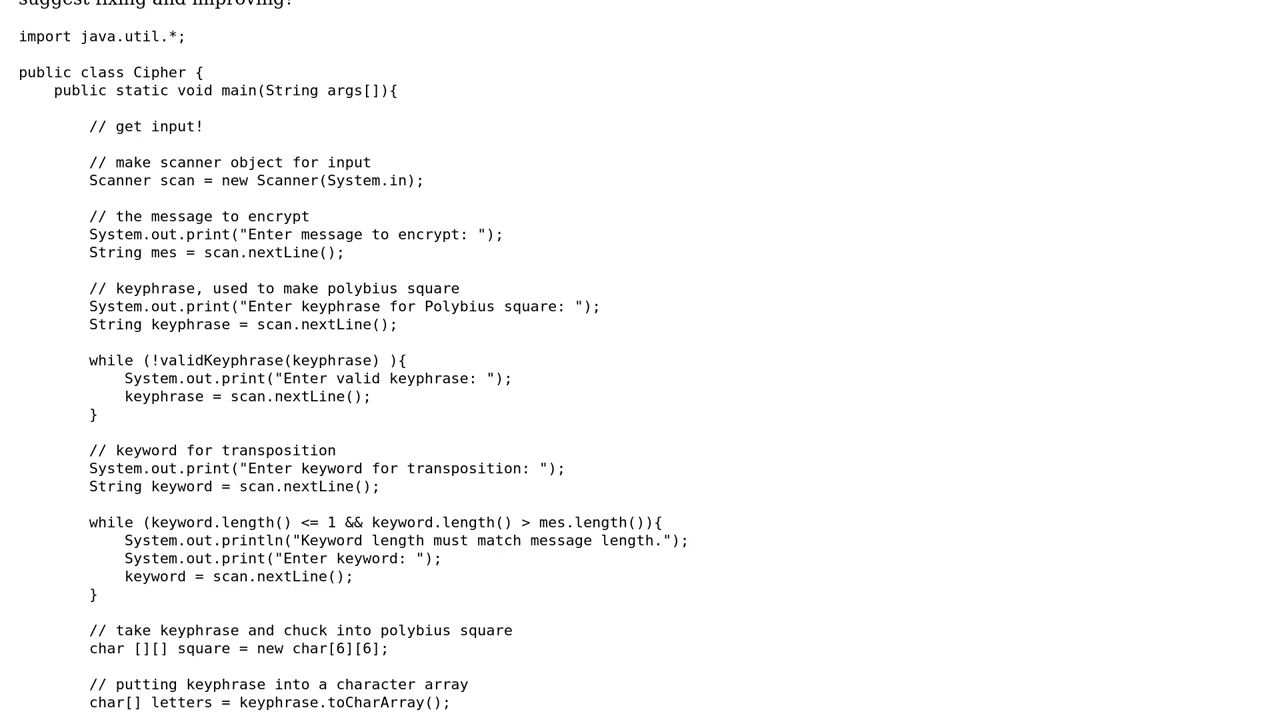 suggest fixing and improving?
import java.util.*;
public class Cipher {
    public static void main(String args[]){
        // get input!
        // make scanner object for input
        Scanner scan = new Scanner(System.in);
        // the message to encrypt
        System.out.print("Enter message to encrypt: ");
        String mes = scan.nextLine();
        // keyphrase, used to make polybius square
        System.out.print("Enter keyphrase for Polybius square: ");
        String keyphrase = scan.nextLine();
        while (!validKeyphrase(keyphrase) ){
            System.out.print("Enter valid keyphrase: ");
            keyphrase = scan.nextLine();
        }
        // keyword for transposition
        System.out.print("Enter keyword for transposition: ");
        String keyword = scan.nextLine();
        while (keyword.length() <= 1 && keyword.length() > mes.length()){
            System.out.println("Keyword length must match message length.");
            System.out.print("Enter keyword: ");
            keyword = scan.nextLine();
        }
        // take keyphrase and chuck into polybius square
        char [][] square = new char[6][6];
        // putting keyphrase into a character array
        char[] letters = keyphrase.toCharArray();